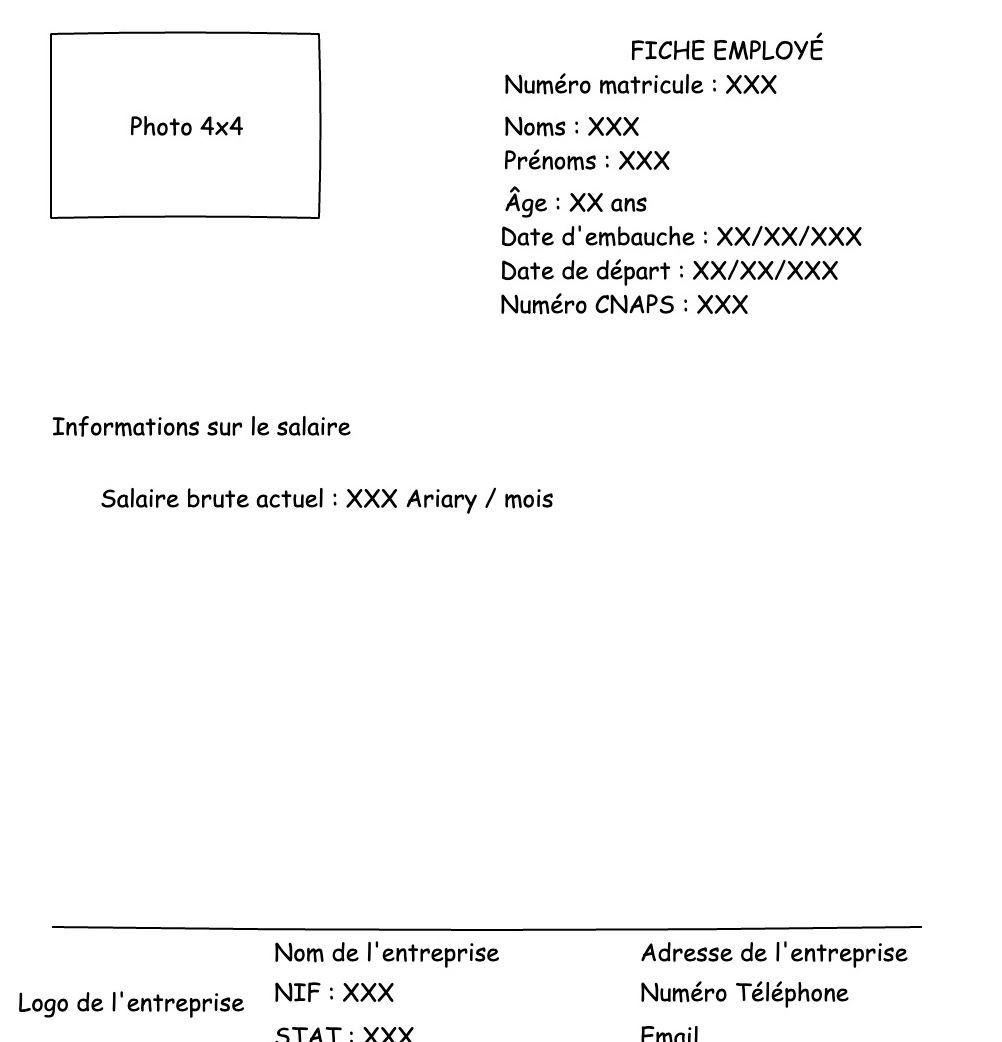 Photo 4x4
FICHE EMPLOYÉ
Numéro matricule : XXX
Noms : XXX
Prénoms : XXX
Âge : XX ans
Date d'embauche : XX/XX/XXX
Date de départ : XX/XX/XXX
Numéro CNAPS : XXX
Informations sur le salaire
Salaire brute actuel : XXX Ariary / mois
Logo de l'entreprise
Nom de l'entreprise
NIF : XXX
STAT : XXX
Adresse de l'entreprise
Numéro Téléphone
Email